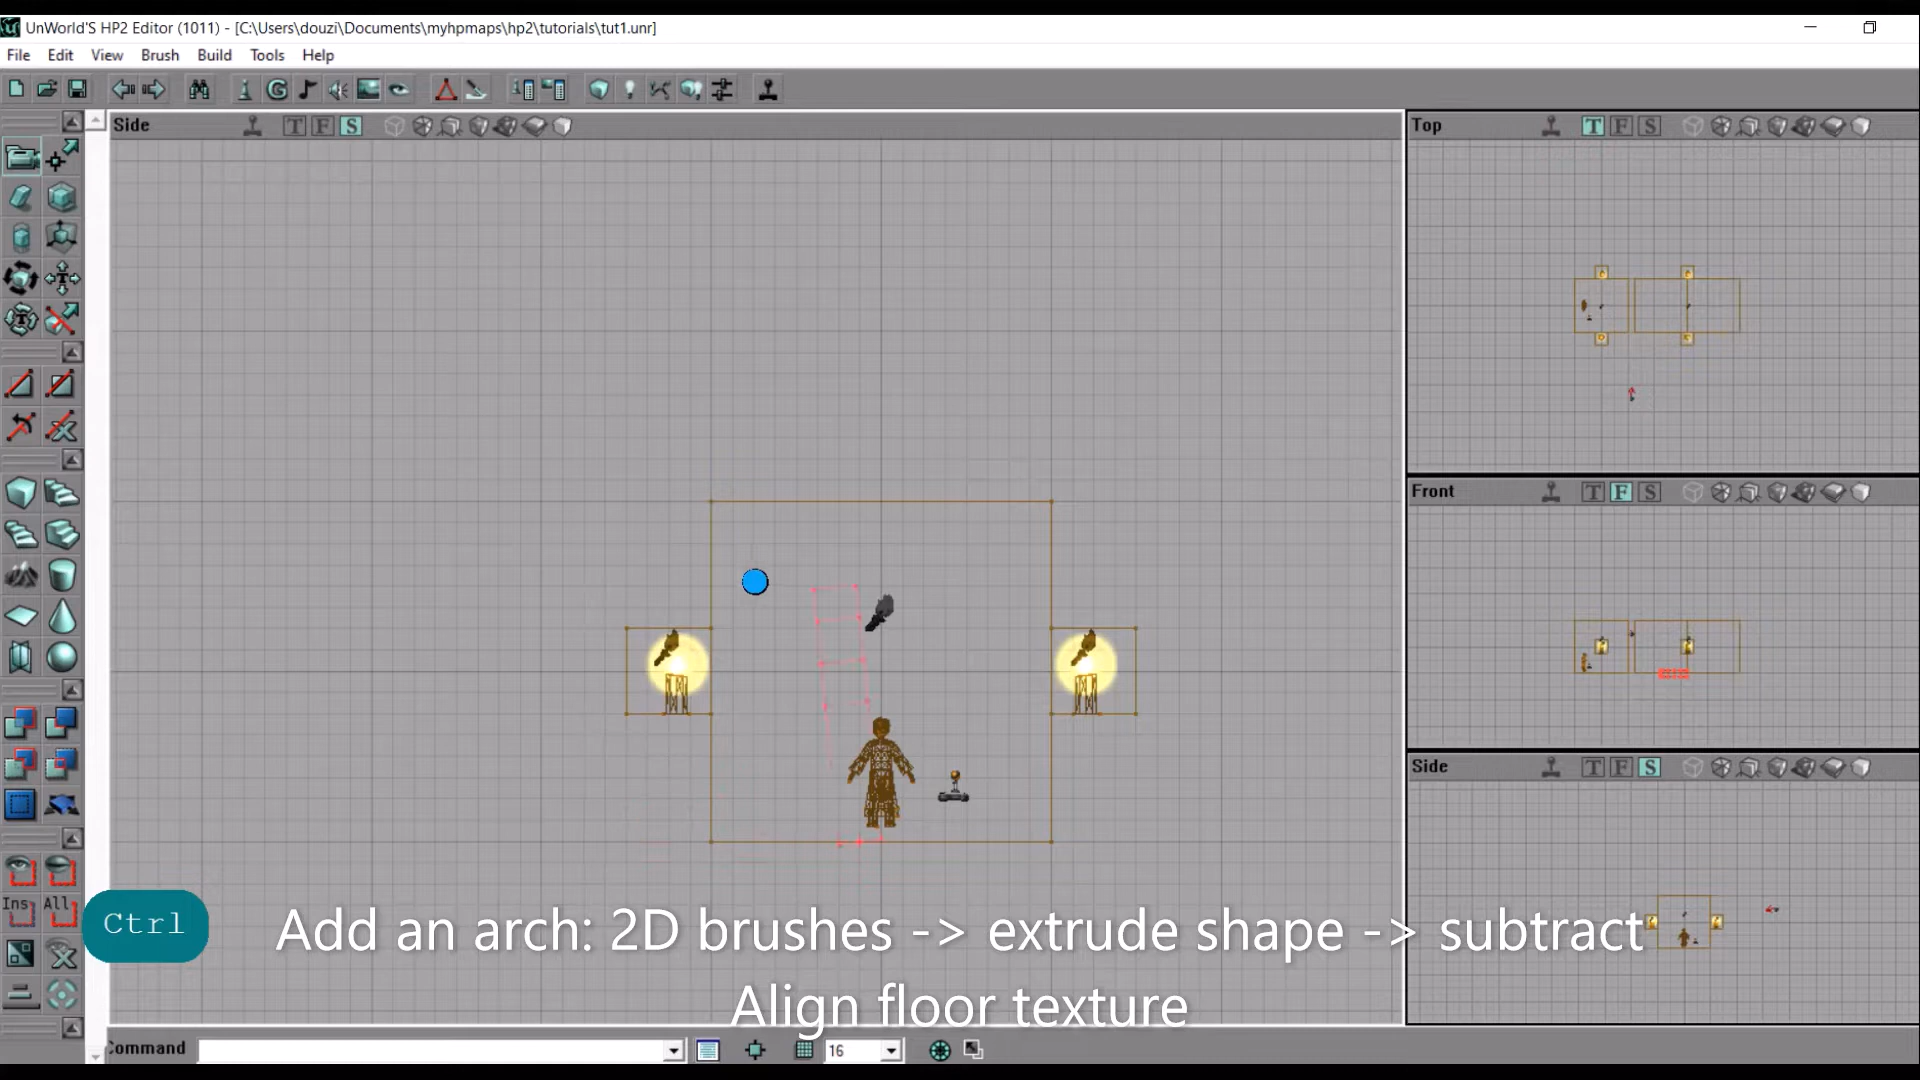 UnWorld'S HP2 Editor (1011) - [C:\Users\douzi\Documents\myhpmaps\hp2\tutorials\tut1.unr]
File Edit View Brush Build Tools Help
Side T F S
Top T F S
Front T F S
Side T F S
Ins All
Ctrl
Add an arch: 2D brushes -> extrude shape -> subtract
Align floor texture
Command 16